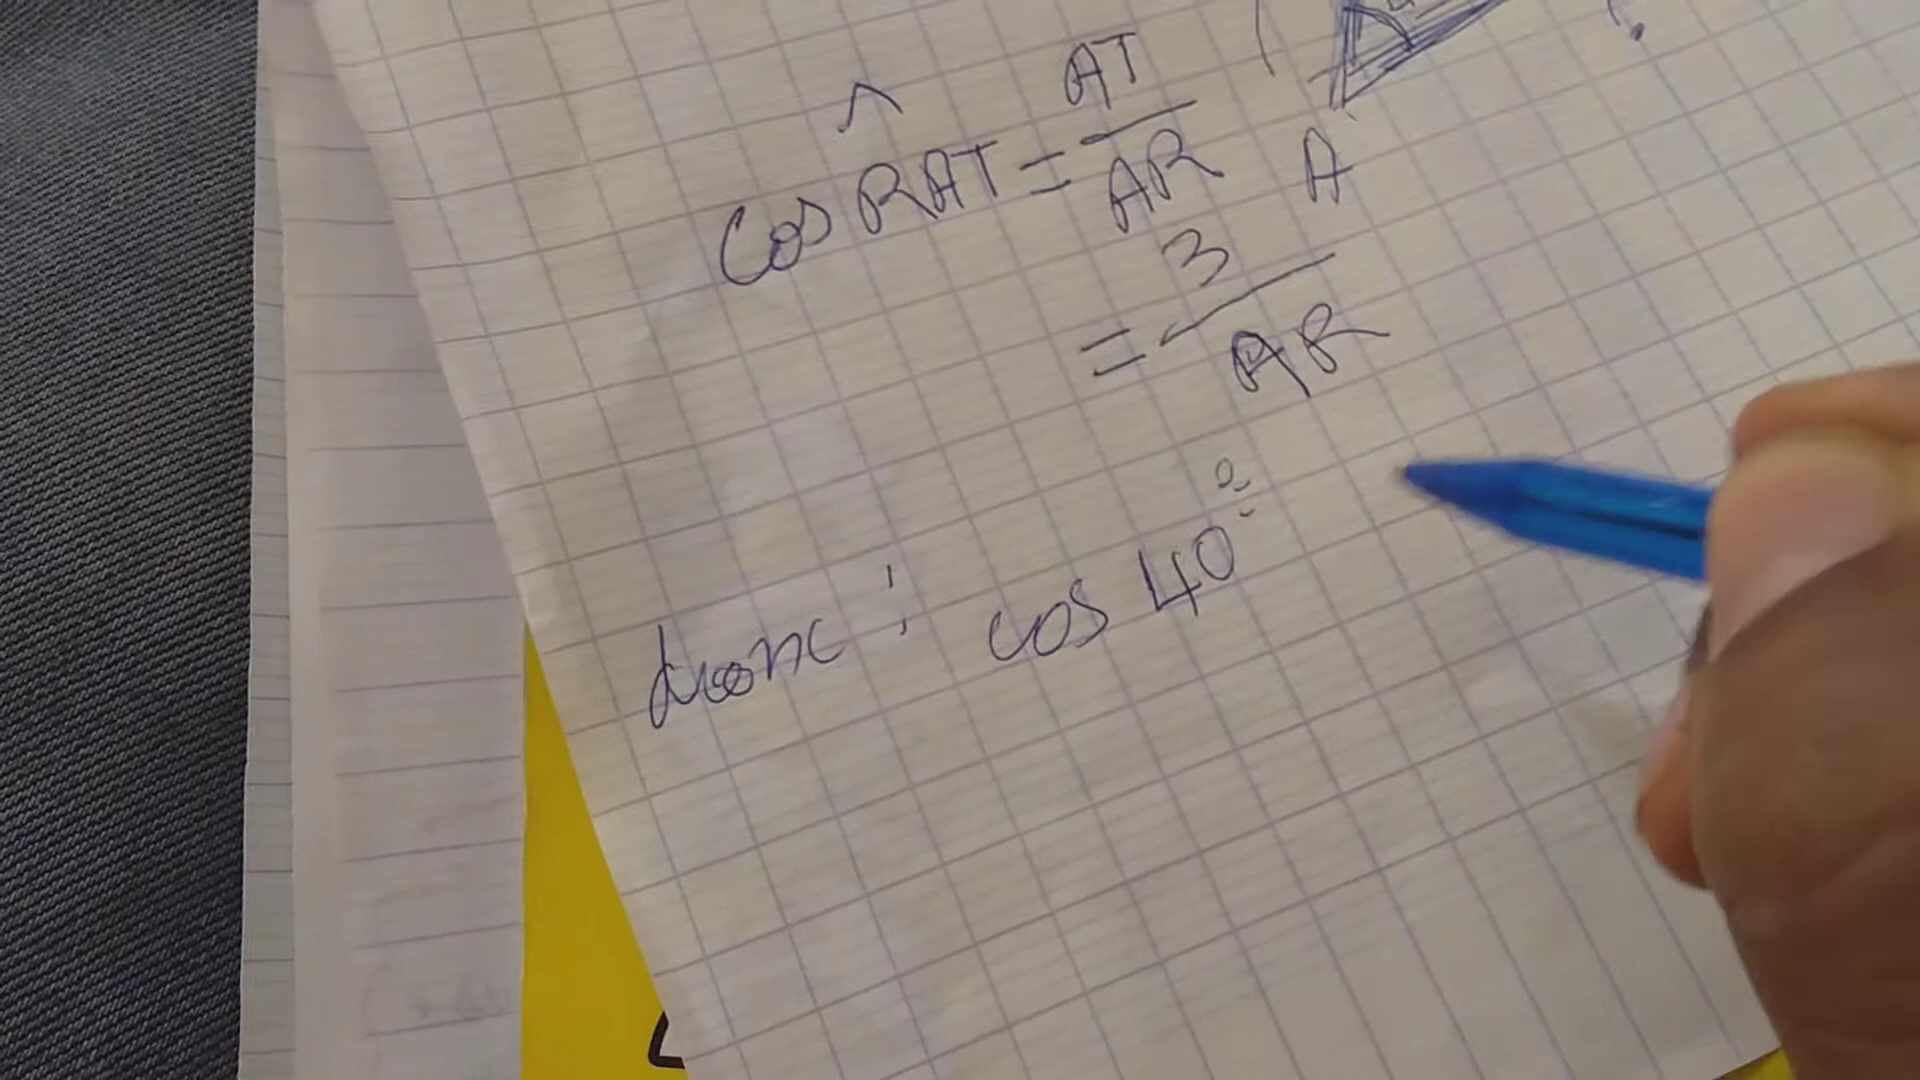 cos RAT = AT/AR
A
= 3/AR
donc : cos 40°